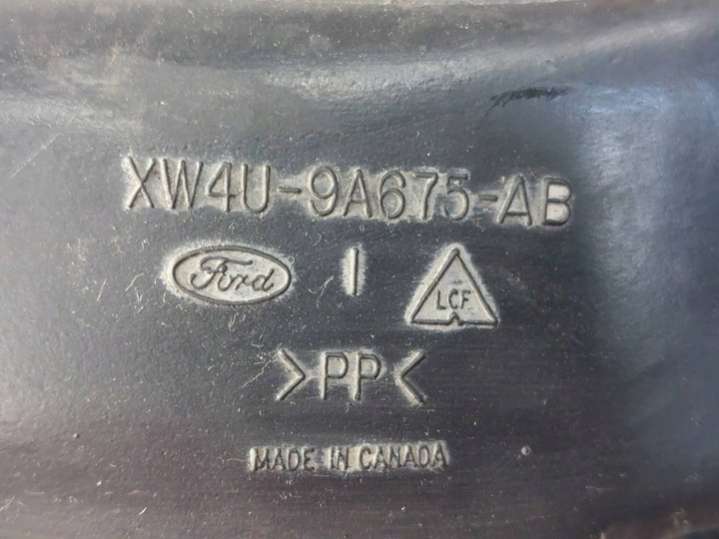 XW4U-9A675-AB
Ford I LCF
>PP<
MADE IN CANADA